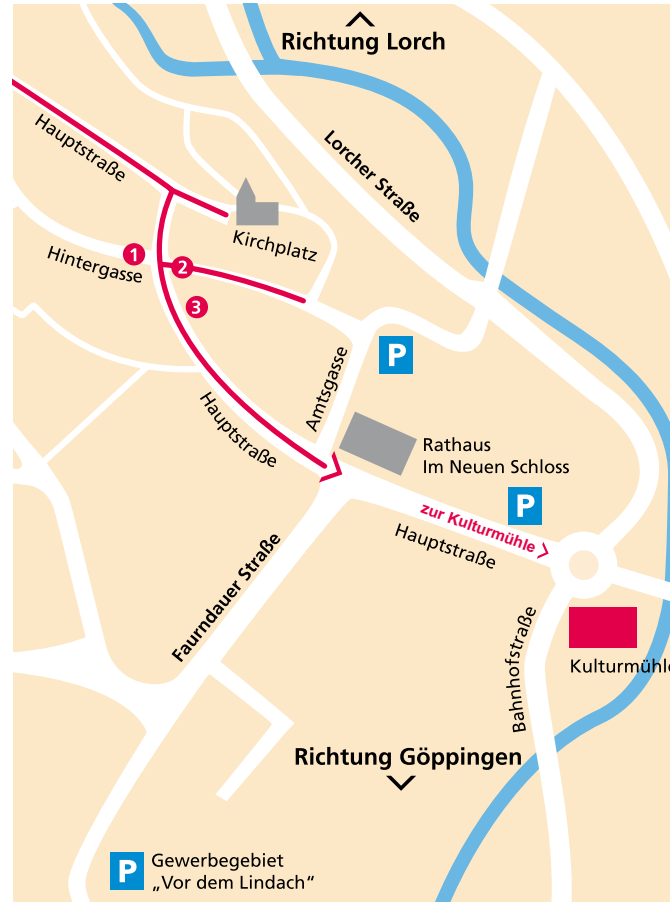 Richtung Lorch
Hauptstraße
Lorcher Straße
Kirchplatz
1
Hintergasse
2
3
P
Amtsgasse
Hauptstraße
Rathaus
Im Neuen Schloss
P
zur Kulturmühle
Hauptstraße
Faurndauer Straße
Bahnhofstraße
Kulturmühle
Richtung Göppingen
P
Gewerbegebiet
„Vor dem Lindach“